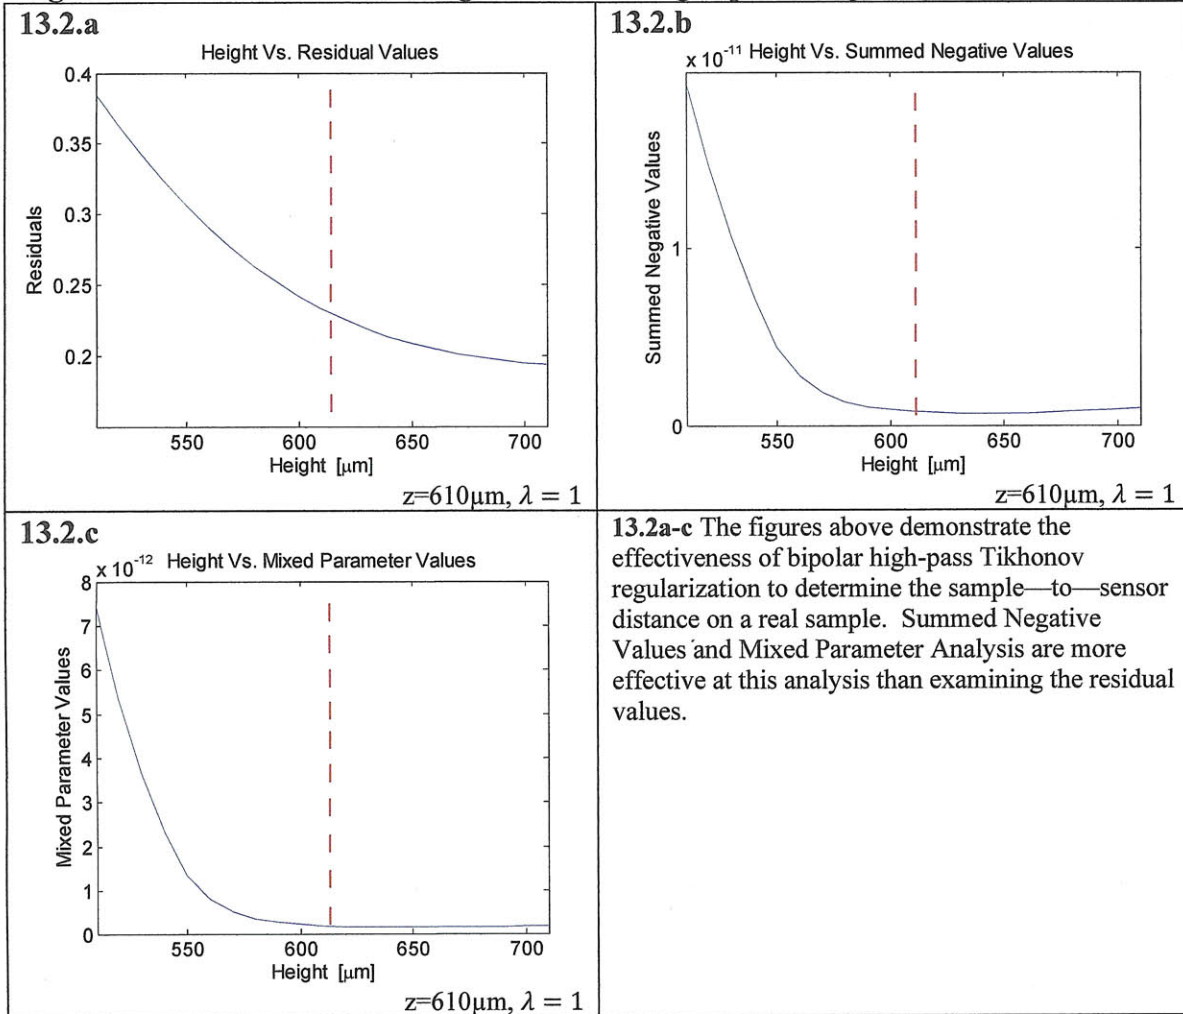 13.2.a
Height Vs. Residual Values
0.4
0.35
0.3
0.25
0.2
Residuals
550
600
650
700
Height [μm]
z=610μm, λ = 1
13.2.b
x 10⁻¹¹ Height Vs. Summed Negative Values
1
0
Summed Negative Values
550
600
650
700
Height [μm]
z=610μm, λ = 1
13.2.c
x 10⁻¹² Height Vs. Mixed Parameter Values
8
7
6
5
4
3
2
1
0
Mixed Parameter Values
550
600
650
700
Height [μm]
z=610μm, λ = 1
13.2a-c The figures above demonstrate the
effectiveness of bipolar high-pass Tikhonov
regularization to determine the sample—to—sensor
distance on a real sample. Summed Negative
Values and Mixed Parameter Analysis are more
effective at this analysis than examining the residual
values.